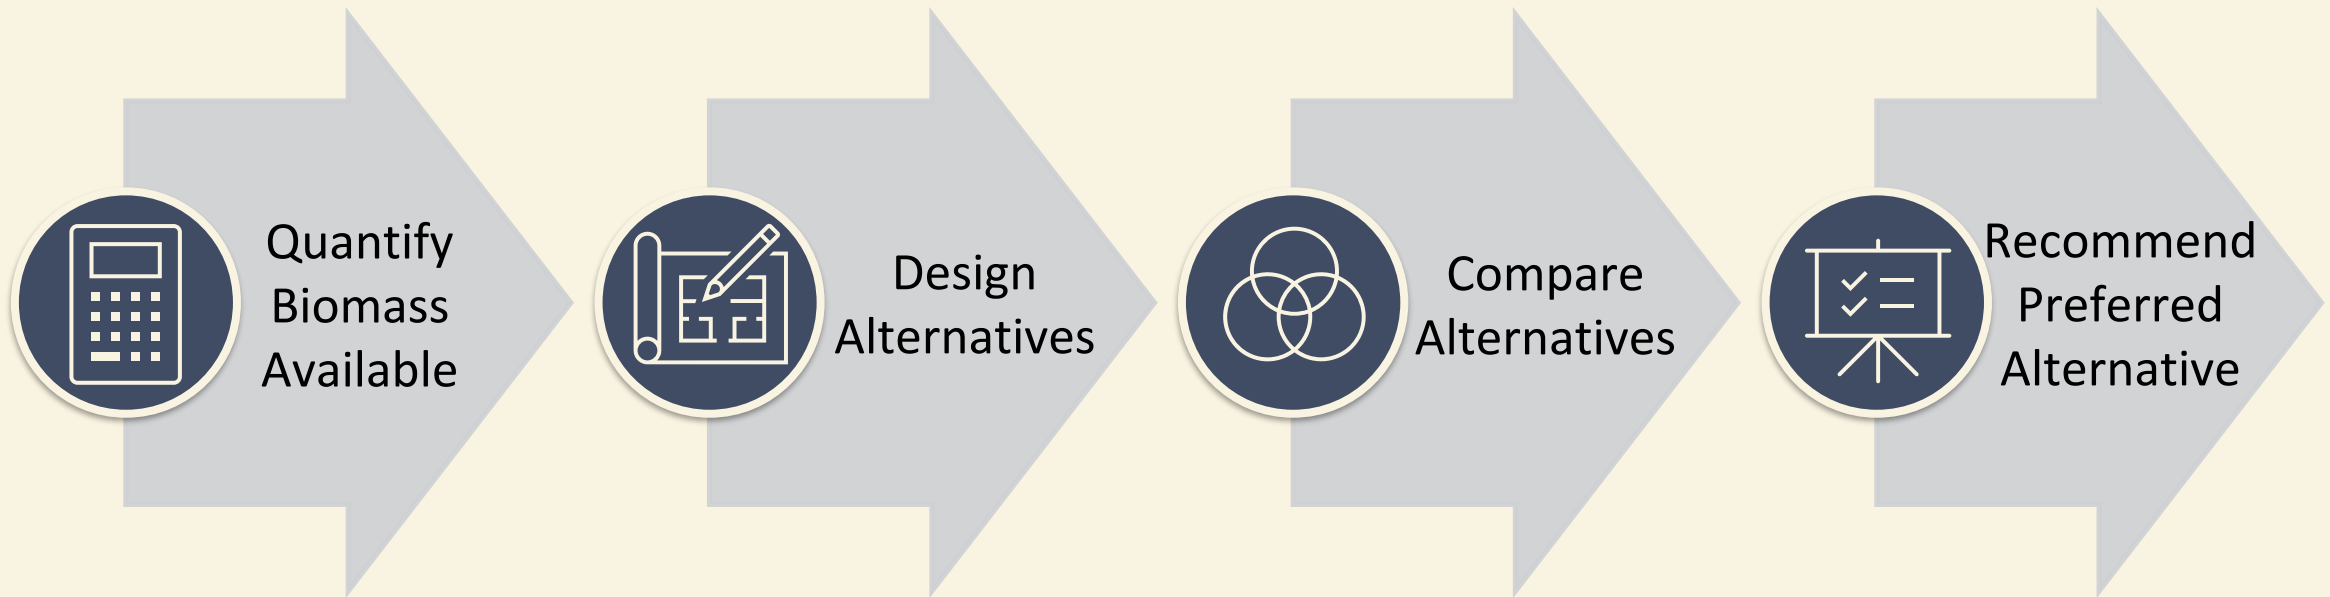 Quantify
Biomass
Available
Design
Alternatives
Compare
Alternatives
Recommend
Preferred
Alternative